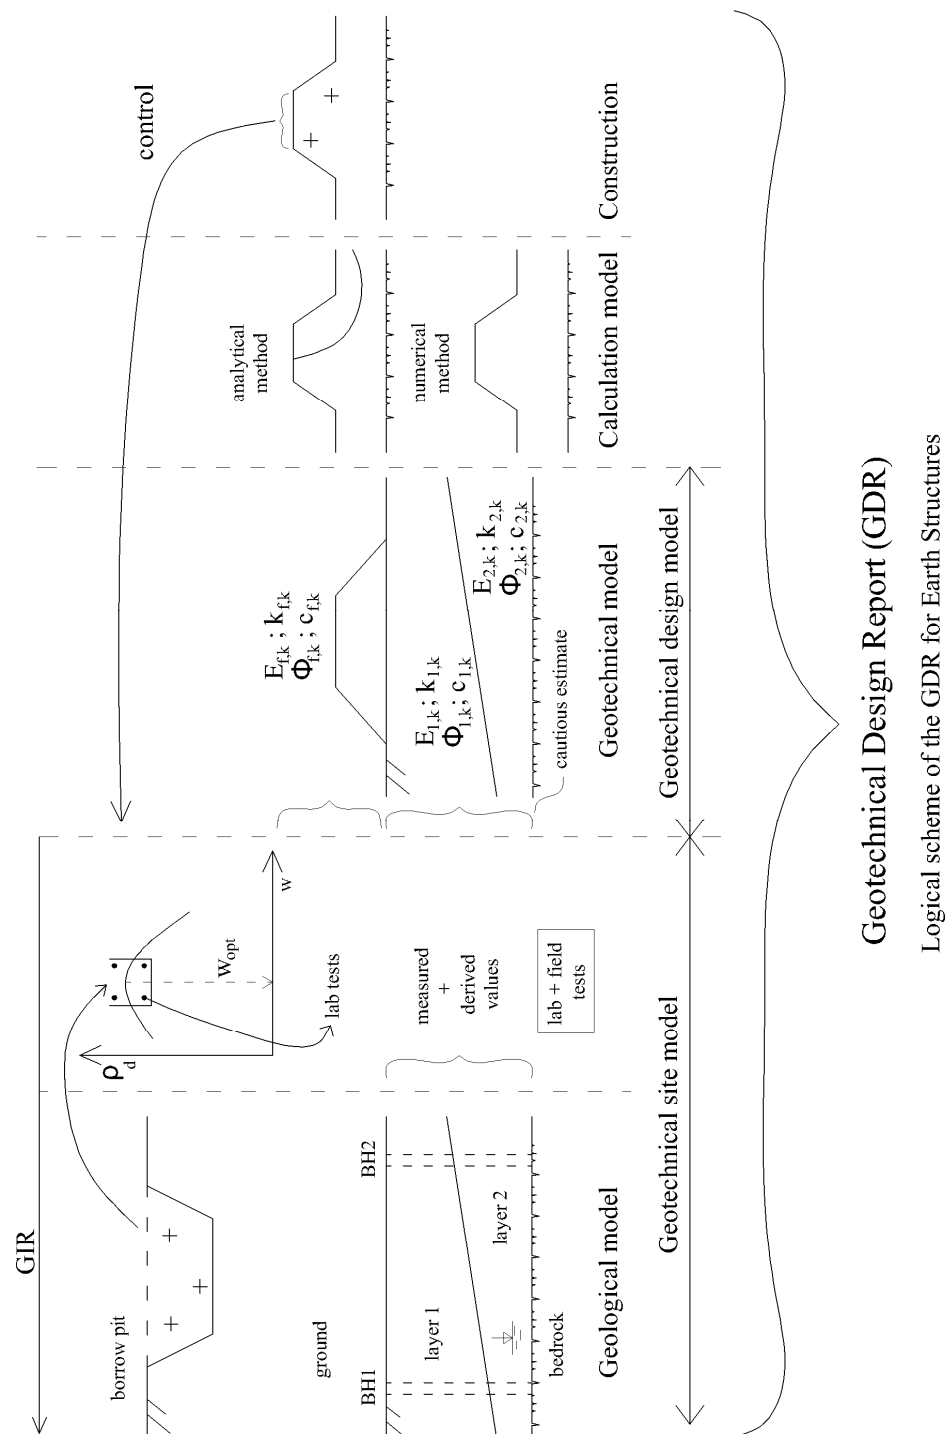 GIR
borrow pit
ρd
wopt
w
lab tests
ground
BH1
BH2
layer 1
layer 2
bedrock
measured
+
derived
values
lab + field
tests
Ef,k ; kf,k
Φf,k ; cf,k
E1,k ; k1,k
Φ1,k ; c1,k
E2,k ; k2,k
Φ2,k ; c2,k
cautious estimate
analytical
method
numerical
method
control
Geological model
Geotechnical model
Calculation model
Construction
Geotechnical site model
Geotechnical design model
Geotechnical Design Report (GDR)
Logical scheme of the GDR for Earth Structures